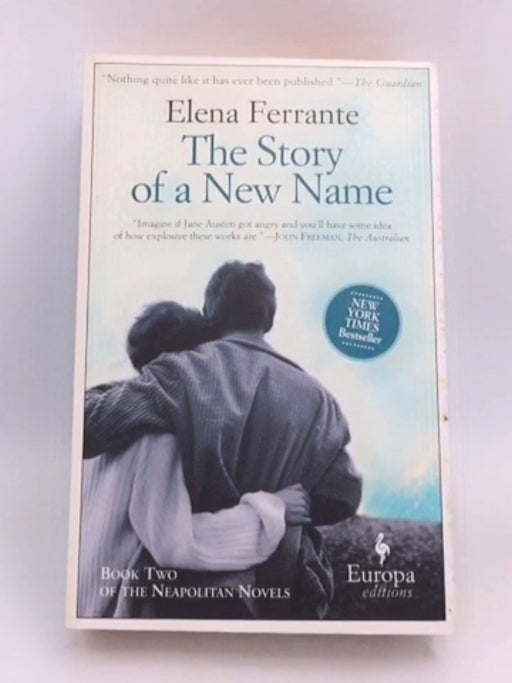 "Nothing quite like it has ever been published."—The Guardian
Elena Ferrante
The Story
of a New Name
"Imagine if Jane Austen got angry and you'll have some idea
of how explosive these works are."—John Freeman, The Australian
NEW
YORK
TIMES
Bestseller
Book Two
of the Neapolitan Novels
Europa
editions